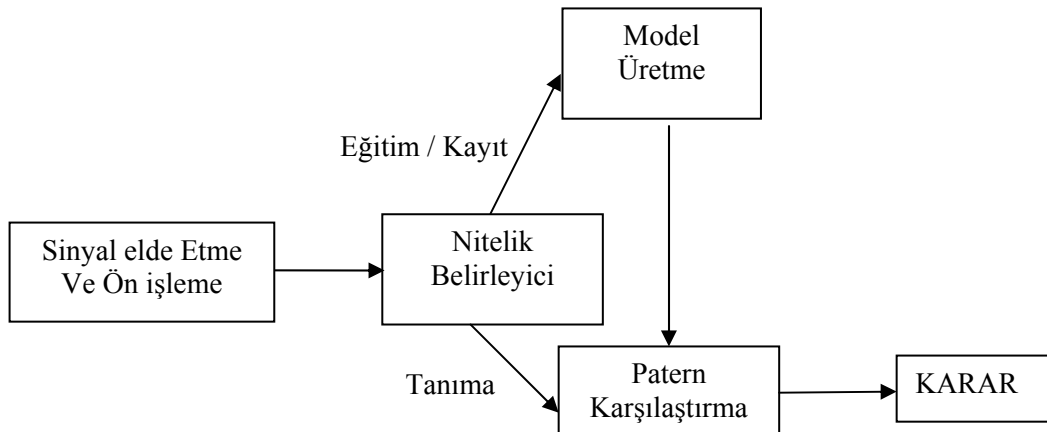 Model
Üretme
Eğitim / Kayıt
Sinyal elde Etme
Ve Ön işleme
Nitelik
Belirleyici
Tanıma
Patern
Karşılaştırma
KARAR